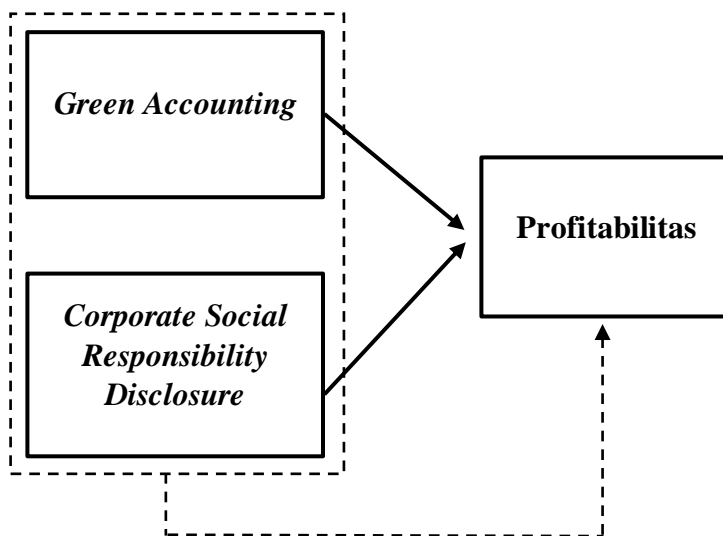 Green Accounting
Corporate Social
Responsibility
Disclosure
Profitabilitas